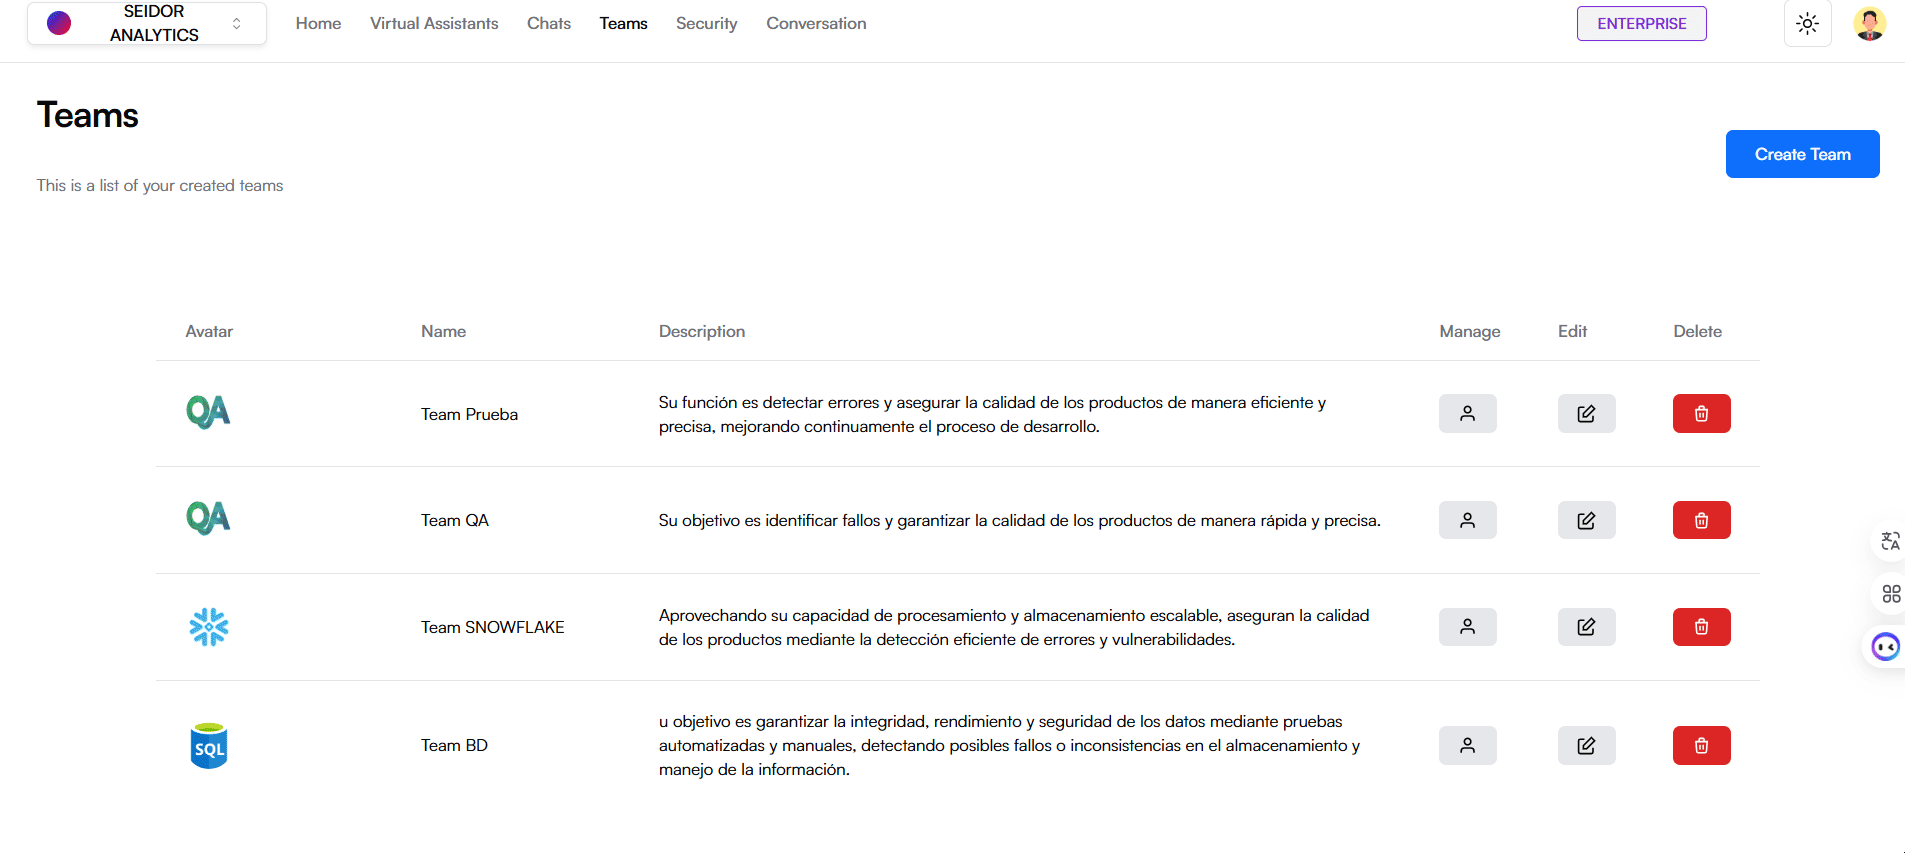 SEIDOR
ANALYTICS
Home
Virtual Assistants
Chats
Teams
Security
Conversation
ENTERPRISE
Teams
Create Team
This is a list of your created teams
Avatar
Name
Description
Manage
Edit
Delete
QA
Team Prueba
Su función es detectar errores y asegurar la calidad de los productos de manera eficiente y
precisa, mejorando continuamente el proceso de desarrollo.
QA
Team QA
Su objetivo es identificar fallos y garantizar la calidad de los productos de manera rápida y precisa.
Team SNOWFLAKE
Aprovechando su capacidad de procesamiento y almacenamiento escalable, aseguran la calidad
de los productos mediante la detección eficiente de errores y vulnerabilidades.
SQL
Team BD
u objetivo es garantizar la integridad, rendimiento y seguridad de los datos mediante pruebas
automatizadas y manuales, detectando posibles fallos o inconsistencias en el almacenamiento y
manejo de la información.